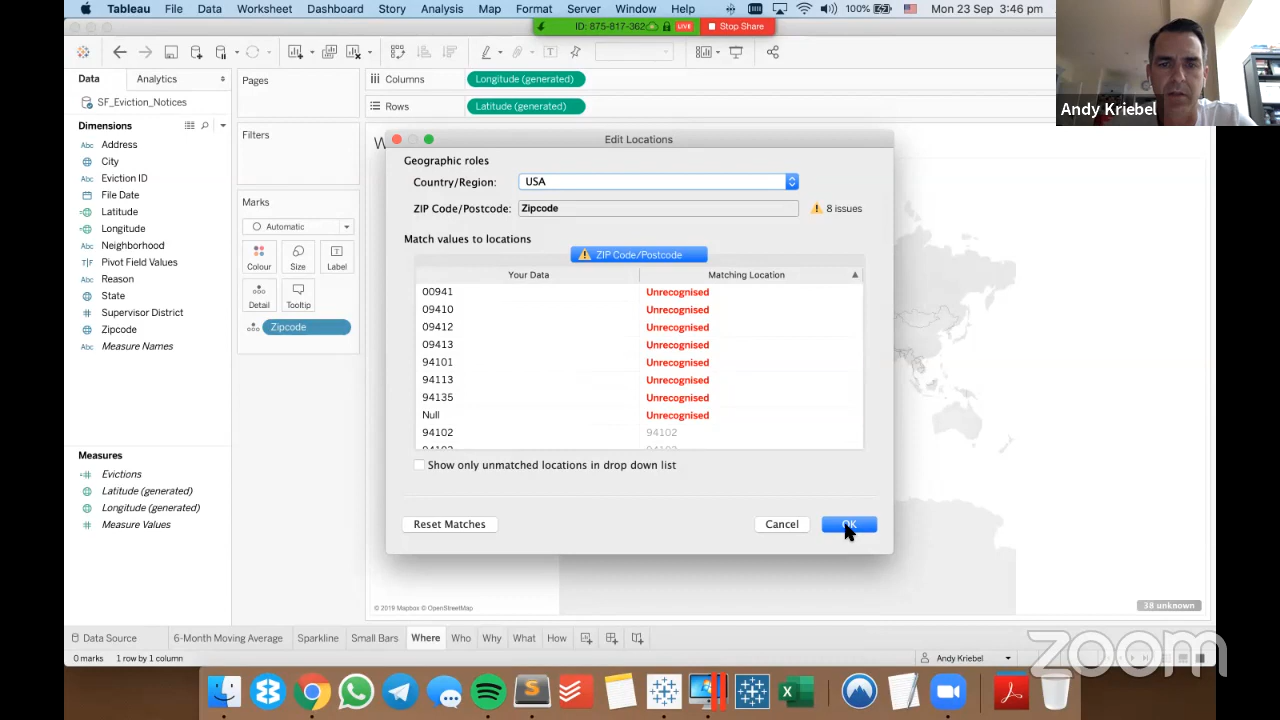 Tableau File Data Worksheet Dashboard Story Analysis Map Format Server Window Help 100% Mon 23 Sep 3:46 pm
ID: 875-817-362 LIVE Stop Share
Andy Kriebel
Data Analytics
SF_Eviction_Notices
Dimensions
Abc Address
City
Abc Eviction ID
File Date
Latitude
Longitude
Abc Neighborhood
T|F Pivot Field Values
Abc Reason
State
# Supervisor District
Zipcode
Abc Measure Names
Measures
Evictions
Latitude (generated)
Longitude (generated)
# Measure Values
Pages
Filters
Marks
Automatic
Colour Size Label
Detail Tooltip
Zipcode
Columns Longitude (generated)
Rows Latitude (generated)
W
Edit Locations
Geographic roles
Country/Region: USA
ZIP Code/Postcode: Zipcode 8 issues
Match values to locations
ZIP Code/Postcode
Your Data Matching Location
00941 Unrecognised
09410 Unrecognised
09412 Unrecognised
09413 Unrecognised
94101 Unrecognised
94113 Unrecognised
94135 Unrecognised
Null Unrecognised
94102 94102
Show only unmatched locations in drop down list
Reset Matches Cancel OK
© 2019 Mapbox © OpenStreetMap
38 unknown
Data Source 6-Month Moving Average Sparkline Small Bars Where Who Why What How
0 marks 1 row by 1 column Andy Kriebel
zoom